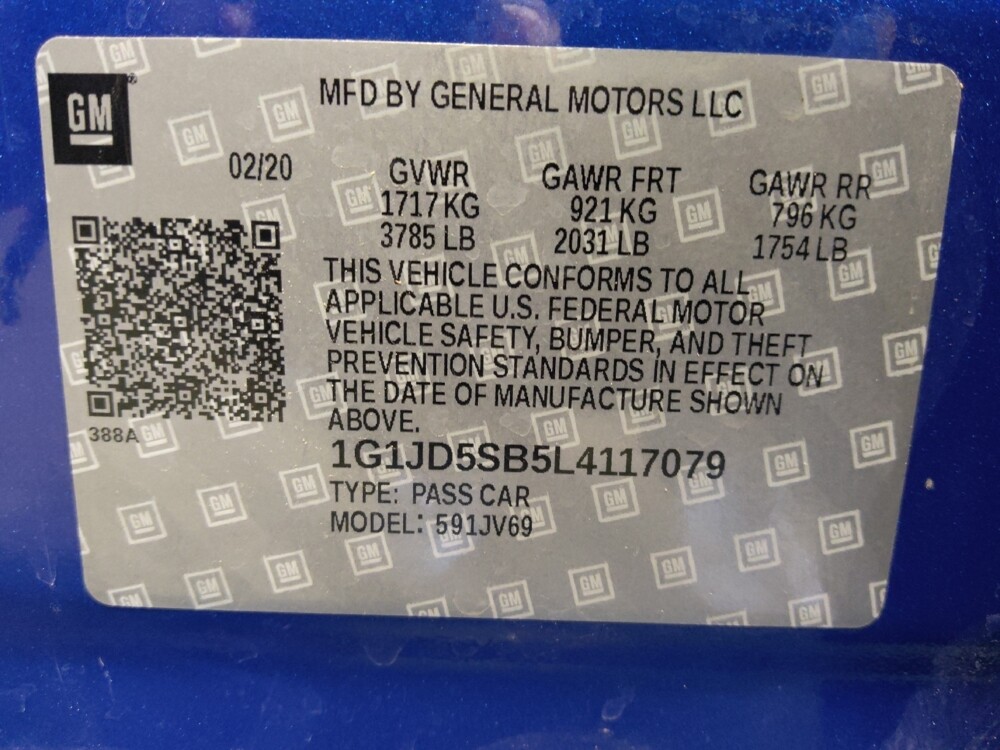 GM
MFD BY GENERAL MOTORS LLC
02/20
GVWR GAWR FRT GAWR RR
1717 KG 921 KG 796 KG
3785 LB 2031 LB 1754 LB
THIS VEHICLE CONFORMS TO ALL
APPLICABLE U.S. FEDERAL MOTOR
VEHICLE SAFETY, BUMPER, AND THEFT
PREVENTION STANDARDS IN EFFECT ON
THE DATE OF MANUFACTURE SHOWN
ABOVE.
388A
1G1JD5SB5L4117079
TYPE: PASS CAR
MODEL: 591JV69